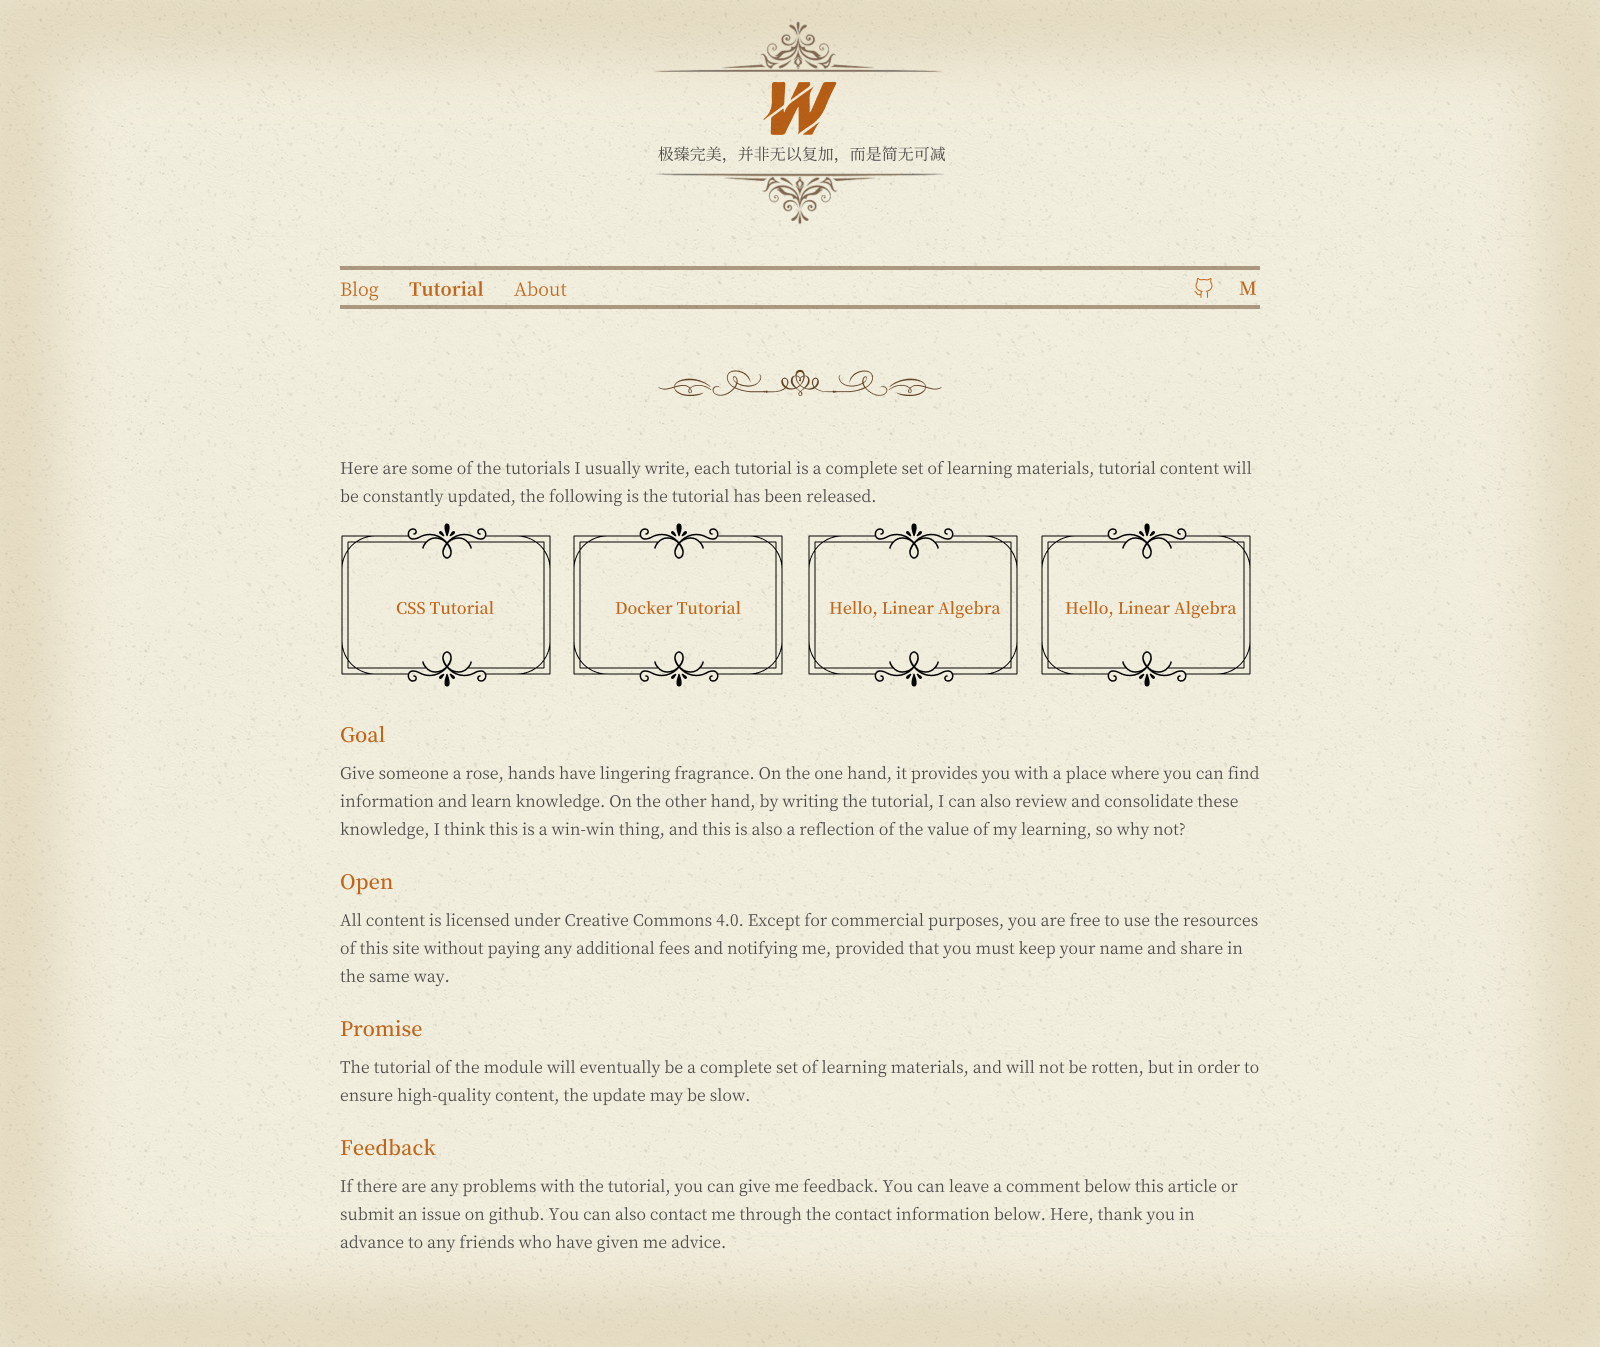 W
极臻完美，并非无以复加，而是简无可减
Blog Tutorial About M
Here are some of the tutorials I usually write, each tutorial is a complete set of learning materials, tutorial content will
be constantly updated, the following is the tutorial has been released.
CSS Tutorial Docker Tutorial Hello, Linear Algebra Hello, Linear Algebra
Goal
Give someone a rose, hands have lingering fragrance. On the one hand, it provides you with a place where you can find
information and learn knowledge. On the other hand, by writing the tutorial, I can also review and consolidate these
knowledge, I think this is a win-win thing, and this is also a reflection of the value of my learning, so why not?
Open
All content is licensed under Creative Commons 4.0. Except for commercial purposes, you are free to use the resources
of this site without paying any additional fees and notifying me, provided that you must keep your name and share in
the same way.
Promise
The tutorial of the module will eventually be a complete set of learning materials, and will not be rotten, but in order to
ensure high-quality content, the update may be slow.
Feedback
If there are any problems with the tutorial, you can give me feedback. You can leave a comment below this article or
submit an issue on github. You can also contact me through the contact information below. Here, thank you in
advance to any friends who have given me advice.